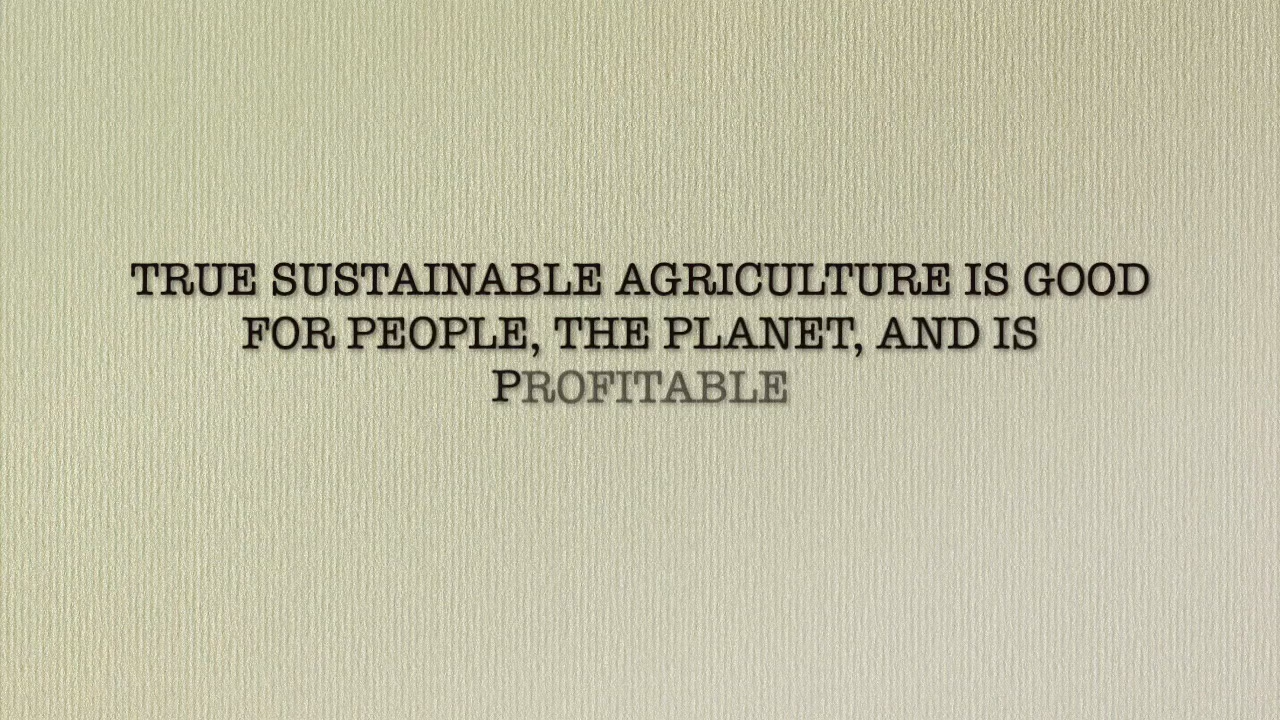 TRUE SUSTAINABLE AGRICULTURE IS GOOD
FOR PEOPLE, THE PLANET, AND IS
PROFITABLE